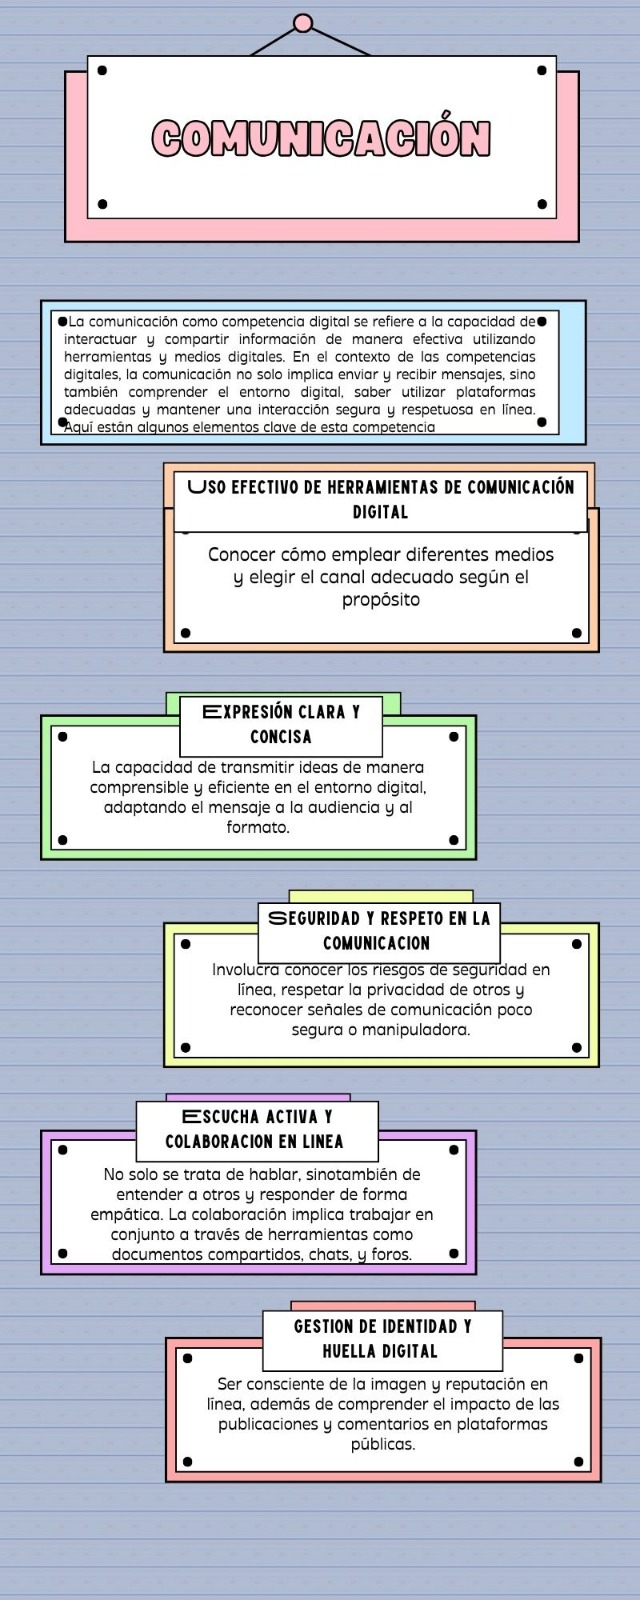 COMUNICACIÓN
La comunicación como competencia digital se refiere a la capacidad de
interactuar y compartir información de manera efectiva utilizando
herramientas y medios digitales. En el contexto de las competencias
digitales, la comunicación no solo implica enviar y recibir mensajes, sino
también comprender el entorno digital, saber utilizar plataformas
adecuadas y mantener una interacción segura y respetuosa en línea.
Aquí están algunos elementos clave de esta competencia
USO EFECTIVO DE HERRAMIENTAS DE COMUNICACIÓN
DIGITAL
Conocer cómo emplear diferentes medios
y elegir el canal adecuado según el
propósito
EXPRESIÓN CLARA Y
CONCISA
La capacidad de transmitir ideas de manera
comprensible y eficiente en el entorno digital,
adaptando el mensaje a la audiencia y al
formato.
SEGURIDAD Y RESPETO EN LA
COMUNICACION
Involucra conocer los riesgos de seguridad en
línea, respetar la privacidad de otros y
reconocer señales de comunicación poco
segura o manipuladora.
ESCUCHA ACTIVA Y
COLABORACION EN LINEA
No solo se trata de hablar, sinotambién de
entender a otros y responder de forma
empática. La colaboración implica trabajar en
conjunto a través de herramientas como
documentos compartidos, chats, y foros.
GESTION DE IDENTIDAD Y
HUELLA DIGITAL
Ser consciente de la imagen y reputación en
línea, además de comprender el impacto de las
publicaciones y comentarios en plataformas
públicas.